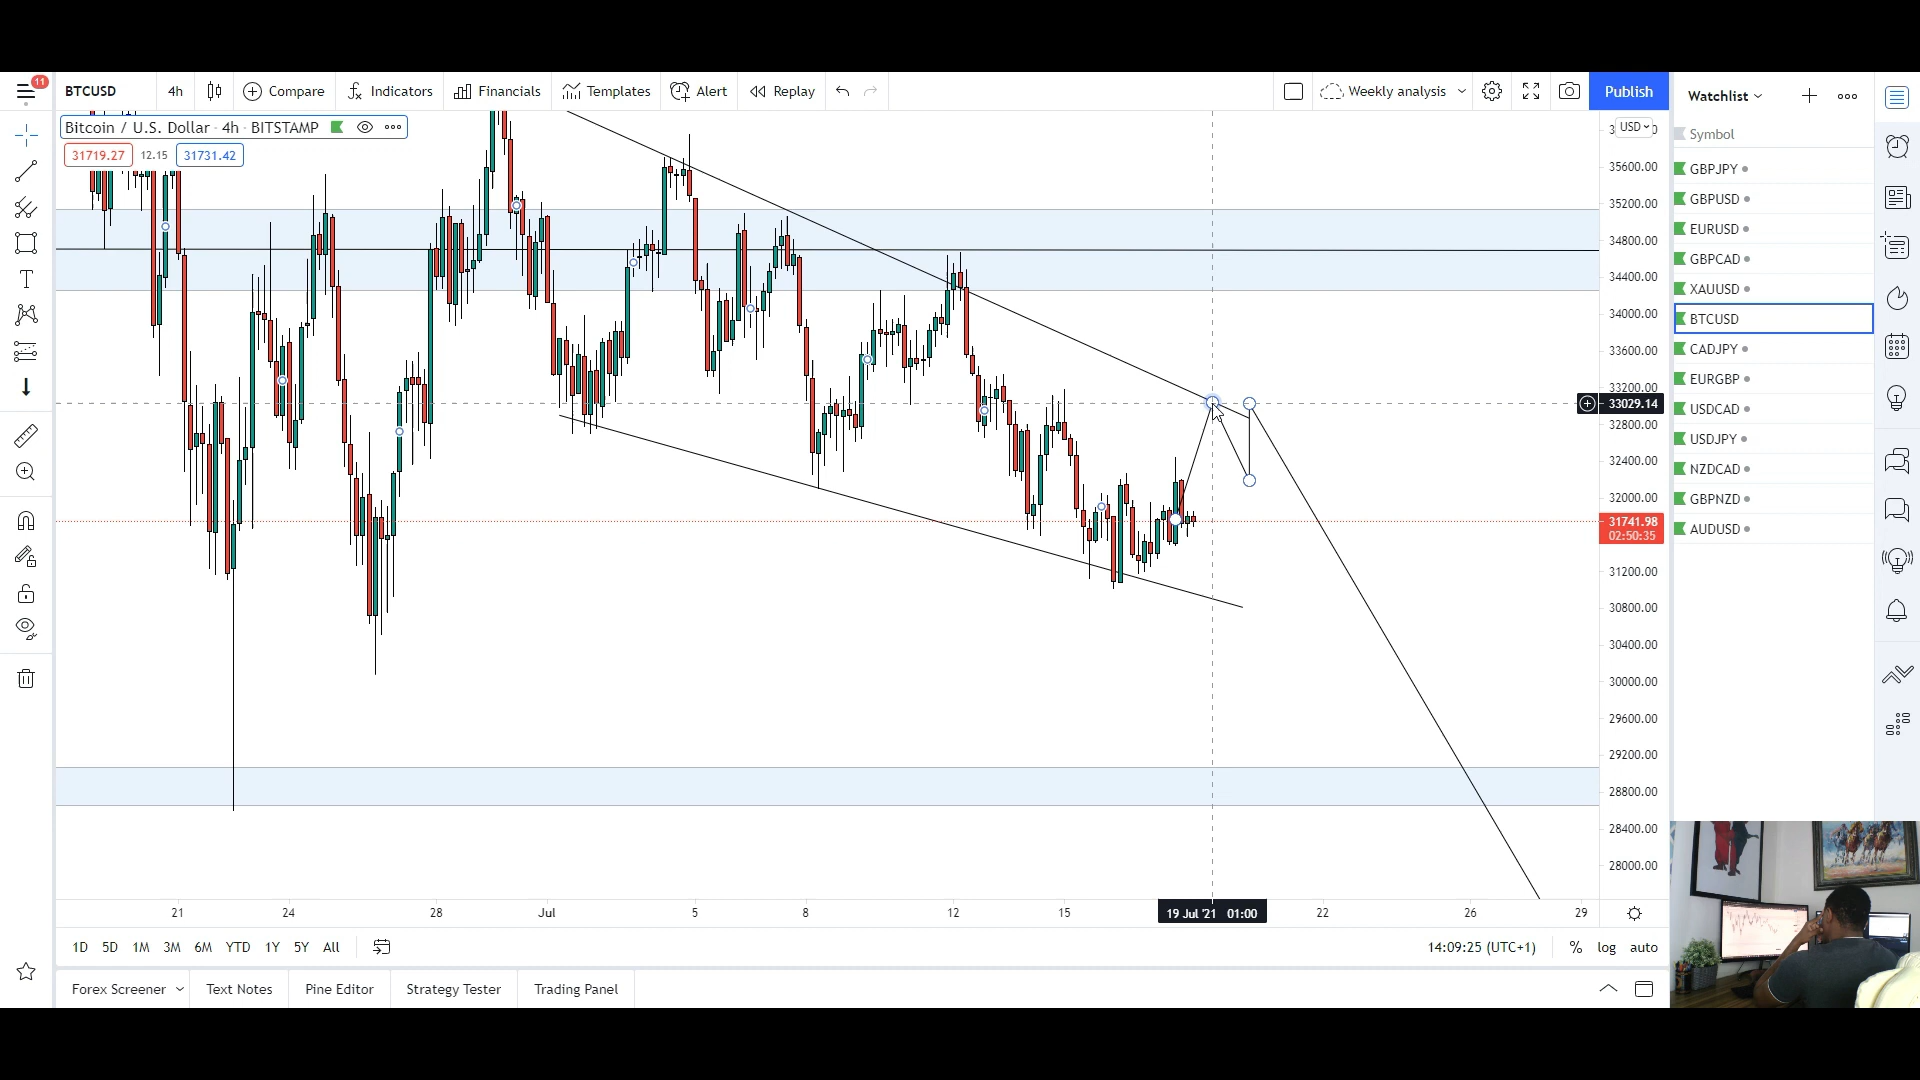 11
BTCUSD 4h Compare Indicators Financials Templates Alert Replay Weekly analysis Publish
Watchlist
Bitcoin / U.S. Dollar · 4h · BITSTAMP
USD
31719.27 12.15 31731.42
Symbol
GBPJPY
GBPUSD
EURUSD
GBPCAD
XAUUSD
BTCUSD
CADJPY
EURGBP
USDCAD
USDJPY
NZDCAD
GBPNZD
AUDUSD
35600.00
35200.00
34800.00
34400.00
34000.00
33600.00
33200.00
33029.14
32800.00
32400.00
32000.00
31741.98
02:50:35
31200.00
30800.00
30400.00
30000.00
29600.00
29200.00
28800.00
28400.00
28000.00
21 24 28 Jul 5 8 12 15 19 Jul '21 01:00 22 26 29
1D 5D 1M 3M 6M YTD 1Y 5Y All 14:09:25 (UTC+1) % log auto
Forex Screener Text Notes Pine Editor Strategy Tester Trading Panel